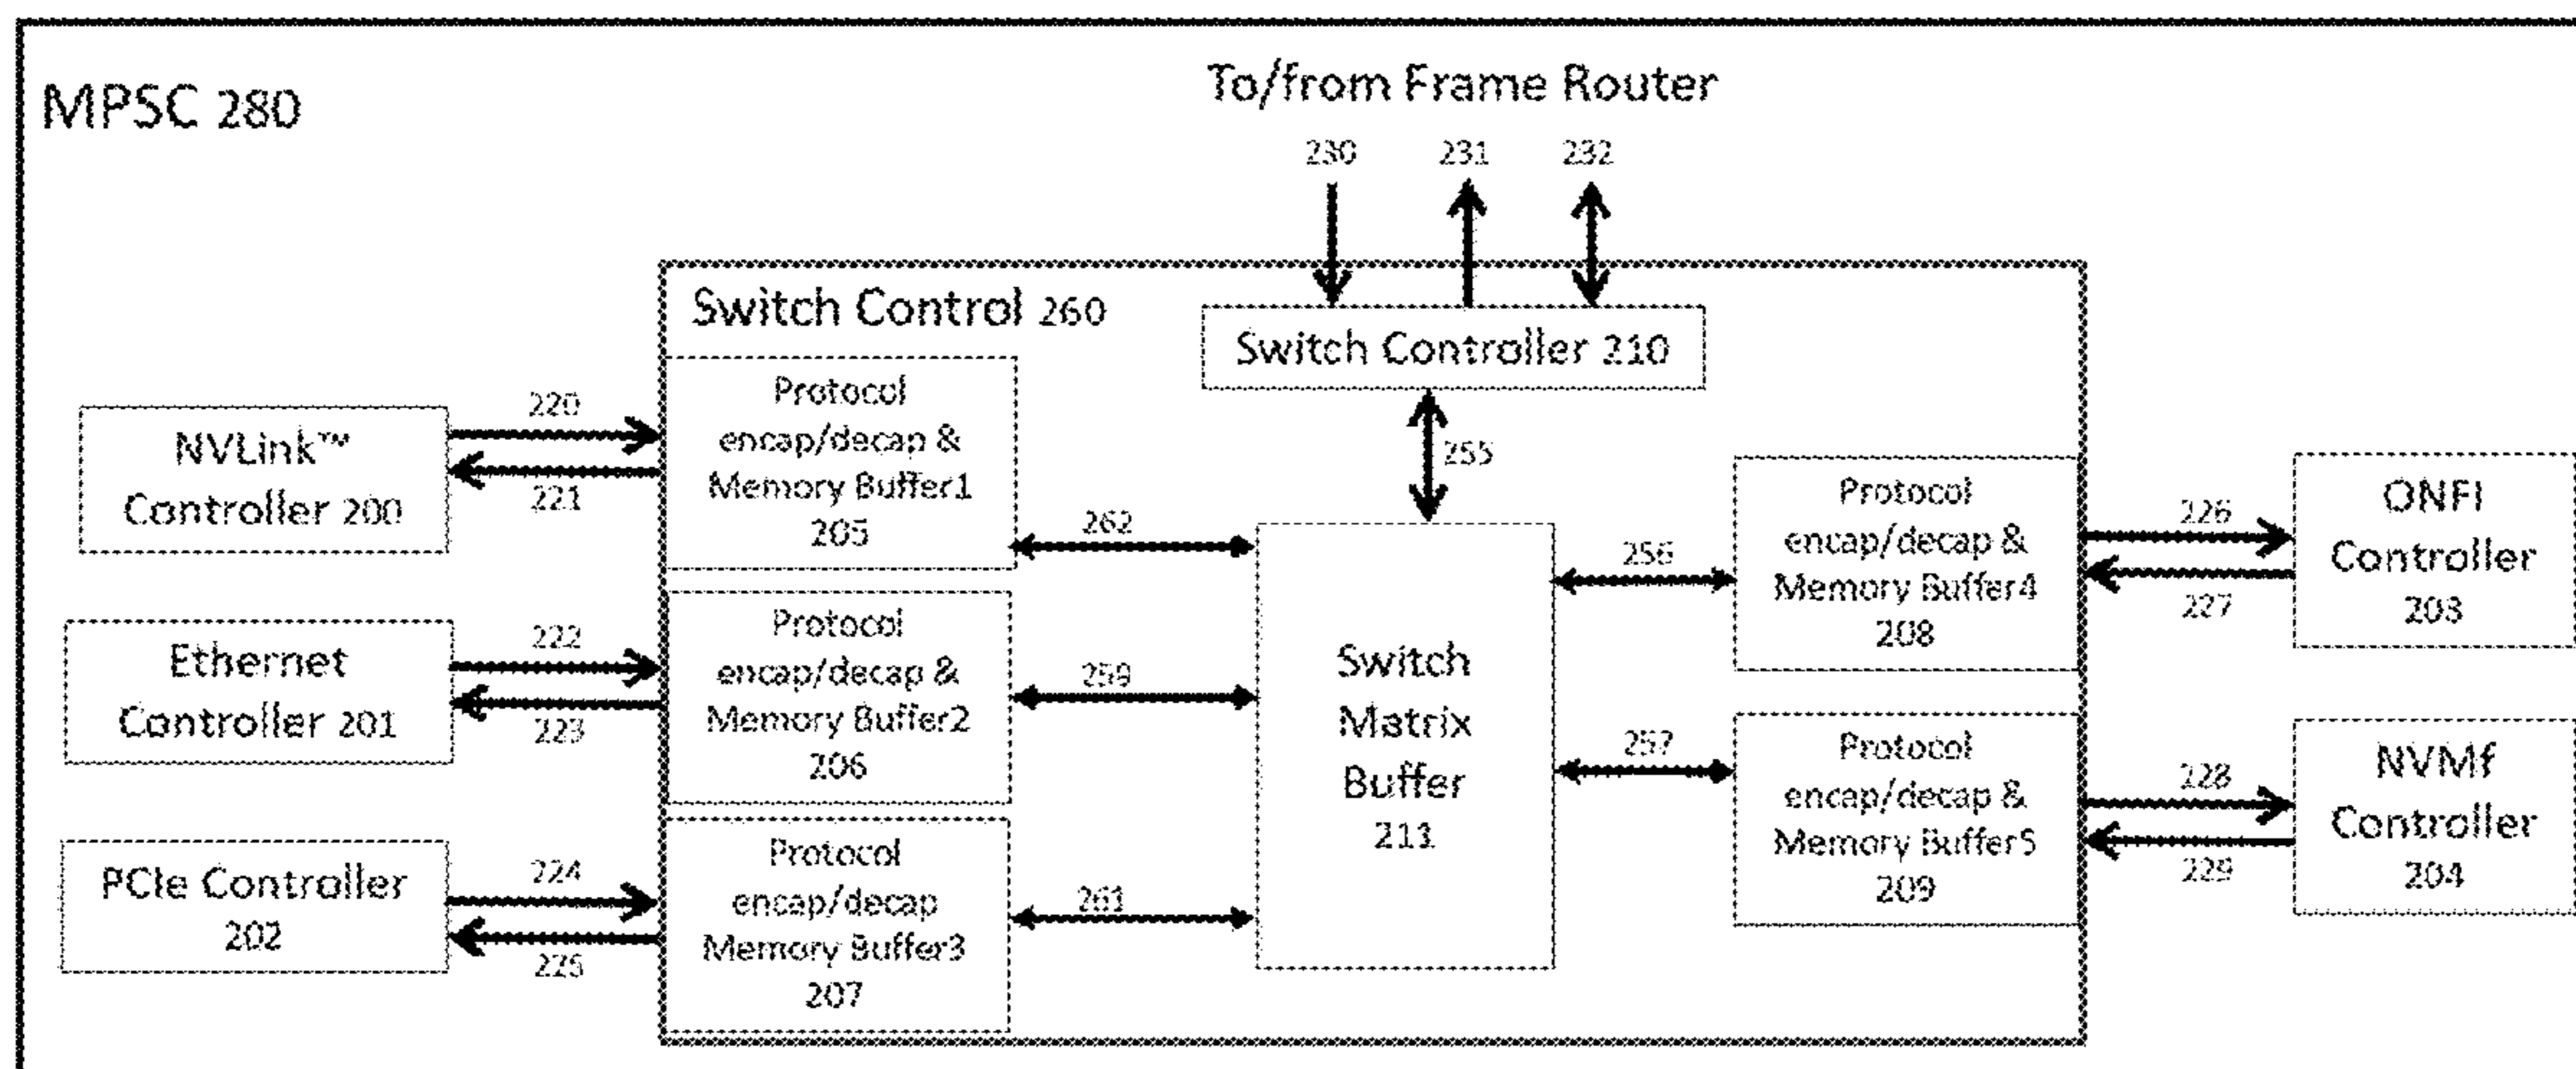 MPSC 280
To/from Frame Router
230 231 232
Switch Control 260
Switch Controller 210
255
NVLink™
Controller 200
220
221
Protocol
encap/decap &
Memory Buffer1
205
262
Ethernet
Controller 201
222
223
Protocol
encap/decap &
Memory Buffer2
206
259
PCIe Controller
202
224
225
Protocol
encap/decap
Memory Buffer3
207
261
Switch
Matrix
Buffer
211
256
Protocol
encap/decap &
Memory Buffer4
208
226
227
ONFI
Controller
203
257
Protocol
encap/decap &
Memory Buffer5
209
228
229
NVMf
Controller
204